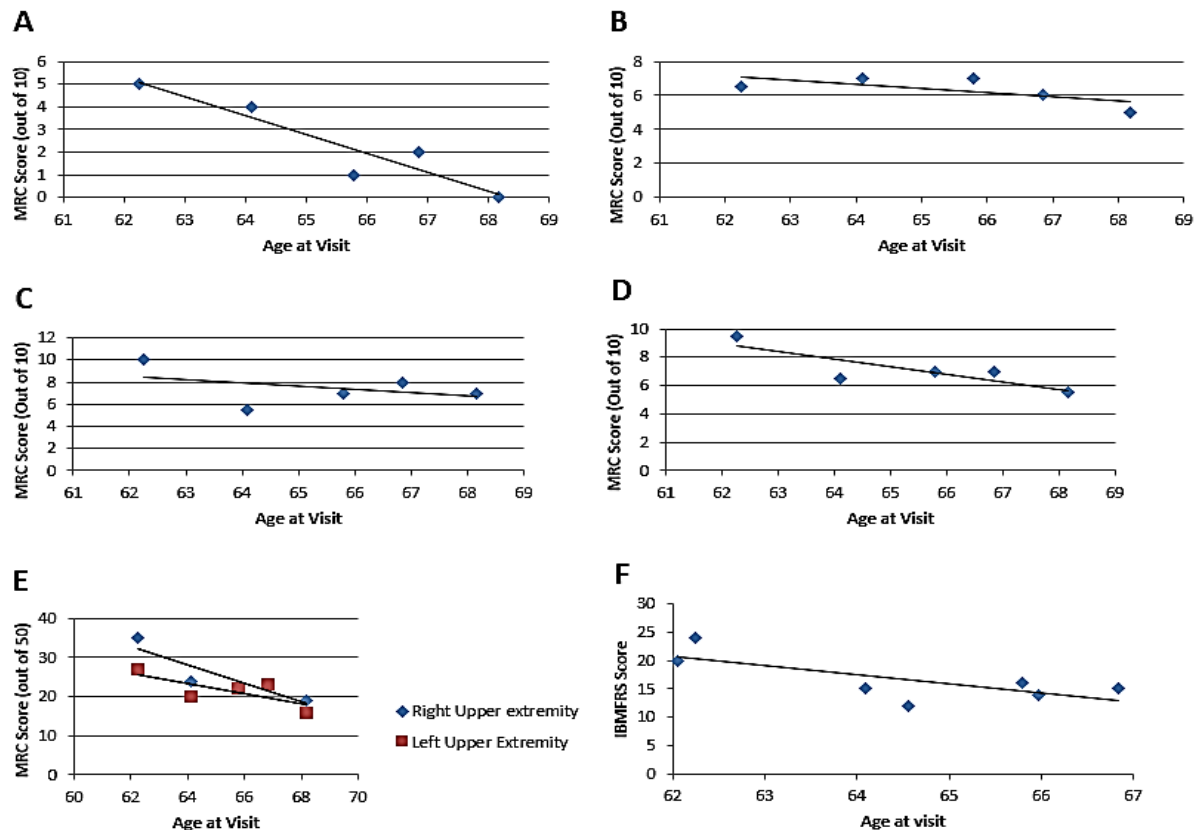 A
MRC Score (out of 10)
6
5
4
3
2
1
0
61 62 63 64 65 66 67 68 69
Age at Visit
B
MRC Score (Out of 10)
8
6
4
2
0
61 62 63 64 65 66 67 68 69
Age at Visit
C
MRC Score (Out of 10)
12
10
8
6
4
2
0
61 62 63 64 65 66 67 68 69
Age at Visit
D
MRC Score (Out of 10)
10
8
6
4
2
0
61 62 63 64 65 66 67 68 69
Age at Visit
E
MRC Score (out of 50)
40
30
20
10
0
60 62 64 66 68 70
Age at Visit
Right Upper extremity
Left Upper Extremity
F
IBMFRS Score
30
25
20
15
10
5
0
62 63 64 65 66 67
Age at visit